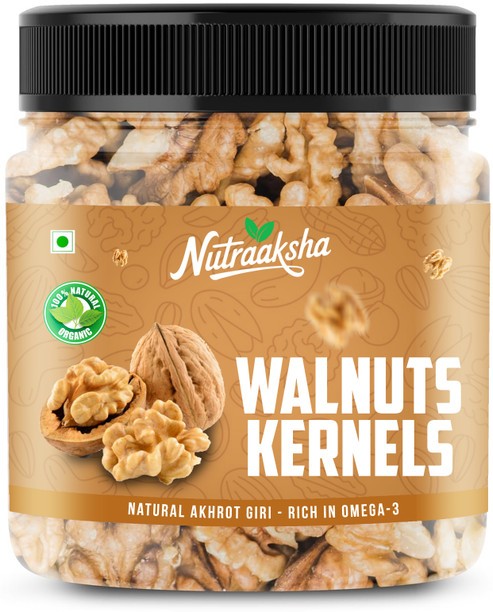 Nutraaksha
100% NATURAL
ORGANIC
WALNUTS
KERNELS
NATURAL AKHROT GIRI - RICH IN OMEGA-3